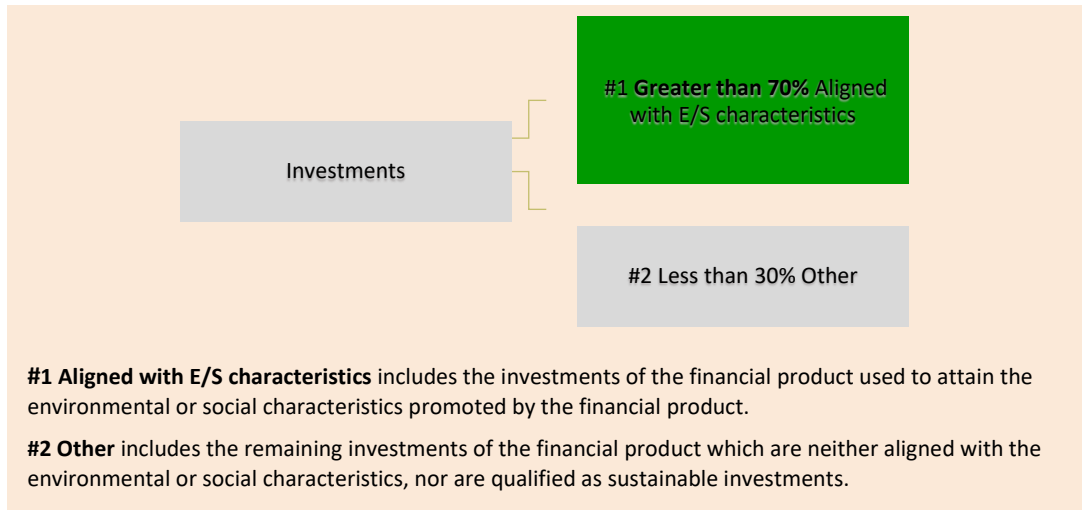 #1 Greater than 70% Aligned
with E/S characteristics
Investments
#2 Less than 30% Other
#1 Aligned with E/S characteristics includes the investments of the financial product used to attain the
environmental or social characteristics promoted by the financial product.
#2 Other includes the remaining investments of the financial product which are neither aligned with the
environmental or social characteristics, nor are qualified as sustainable investments.